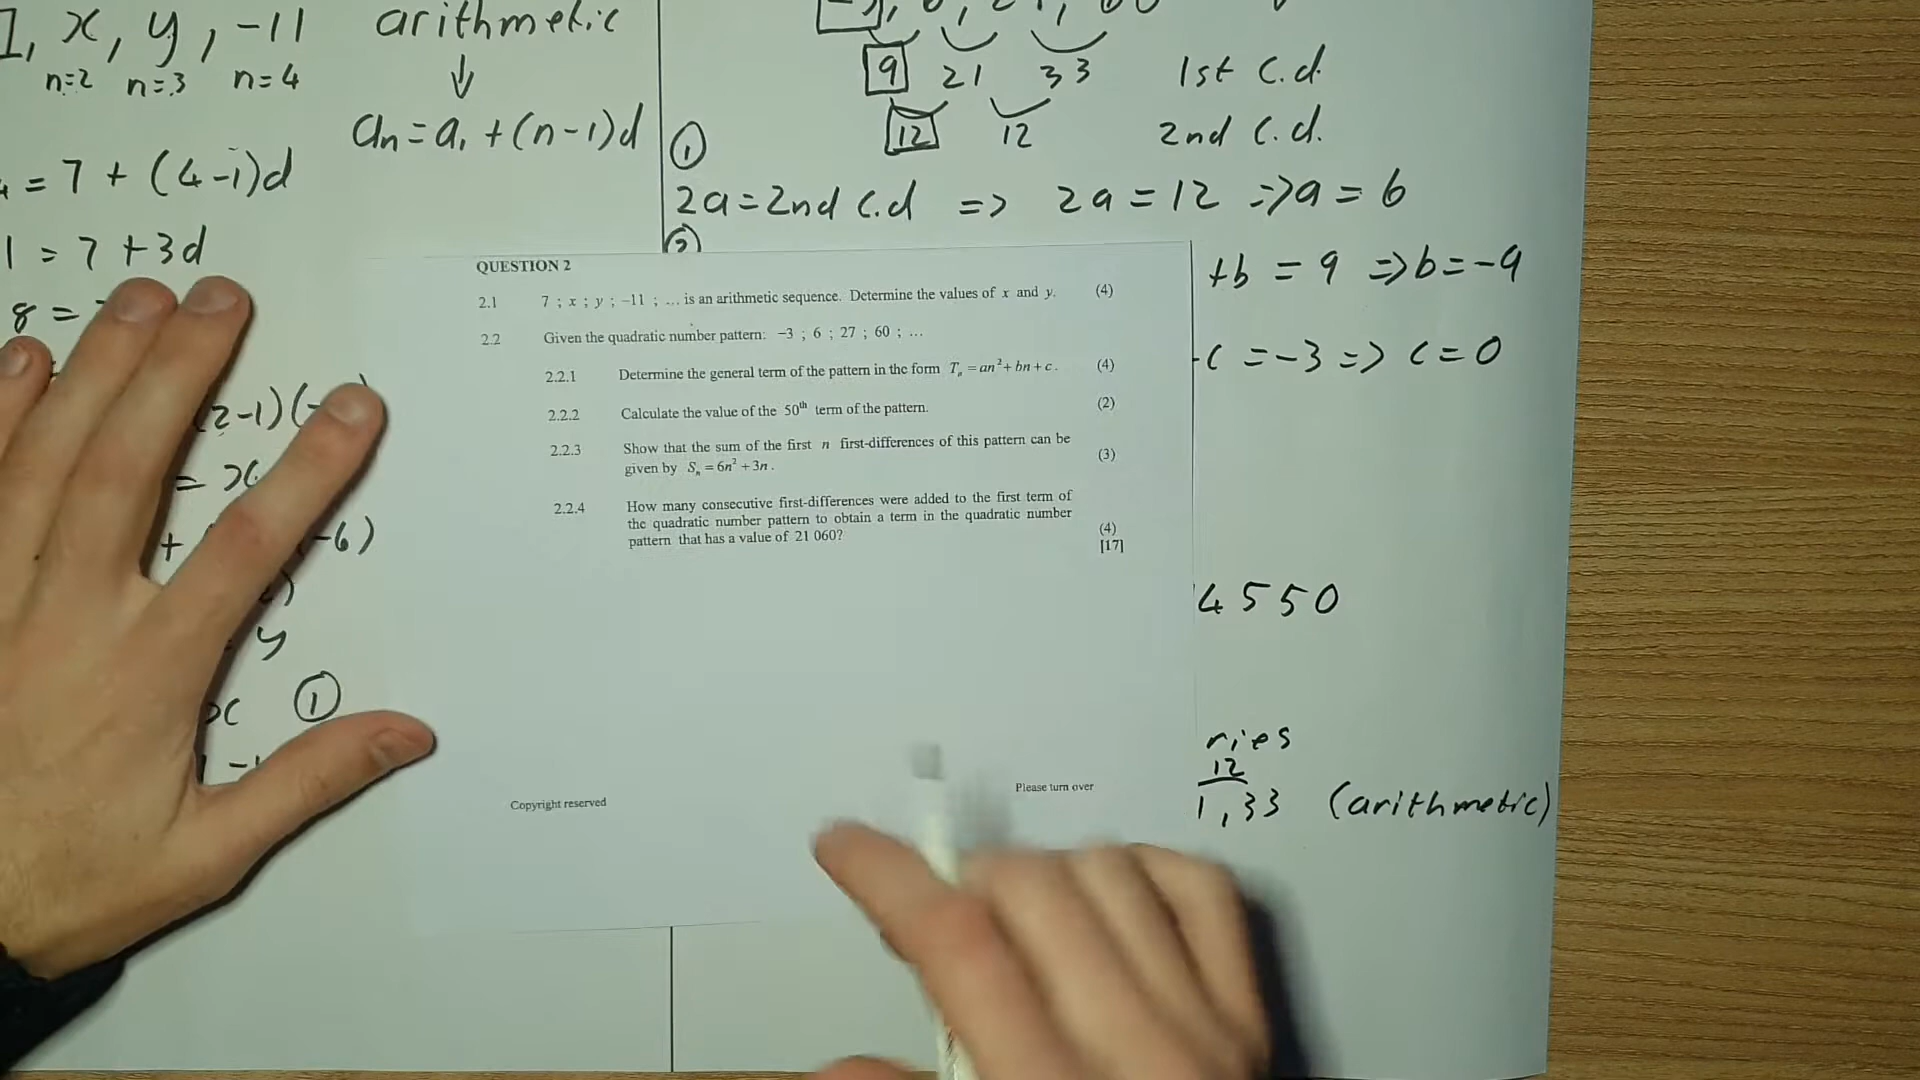 x, y, -11 arithmetic
n=2 n=3 n=4
an = a1 + (n-1)d
= 7 + (4-1)d
1 = 7 + 3d
8 =
(2-1)(-
= x
+ -6)
y
x ①
9 21 33 1st c.d.
12 12 2nd c.d.
①
2a = 2nd c.d => 2a = 12 => a = 6
②
+b = 9 => b = -9
c = -3 => c = 0
QUESTION 2
2.1 7 ; x ; y ; −11 ; … is an arithmetic sequence. Determine the values of x and y. (4)
2.2 Given the quadratic number pattern: −3 ; 6 ; 27 ; 60 ; …
2.2.1 Determine the general term of the pattern in the form Tn = an² + bn + c. (4)
2.2.2 Calculate the value of the 50th term of the pattern. (2)
2.2.3 Show that the sum of the first n first-differences of this pattern can be
given by Sn = 6n² + 3n. (3)
2.2.4 How many consecutive first-differences were added to the first term of
the quadratic number pattern to obtain a term in the quadratic number
pattern that has a value of 21 060? (4)
[17]
Copyright reserved Please turn over
4550
ries
12
1, 33 (arithmetic)